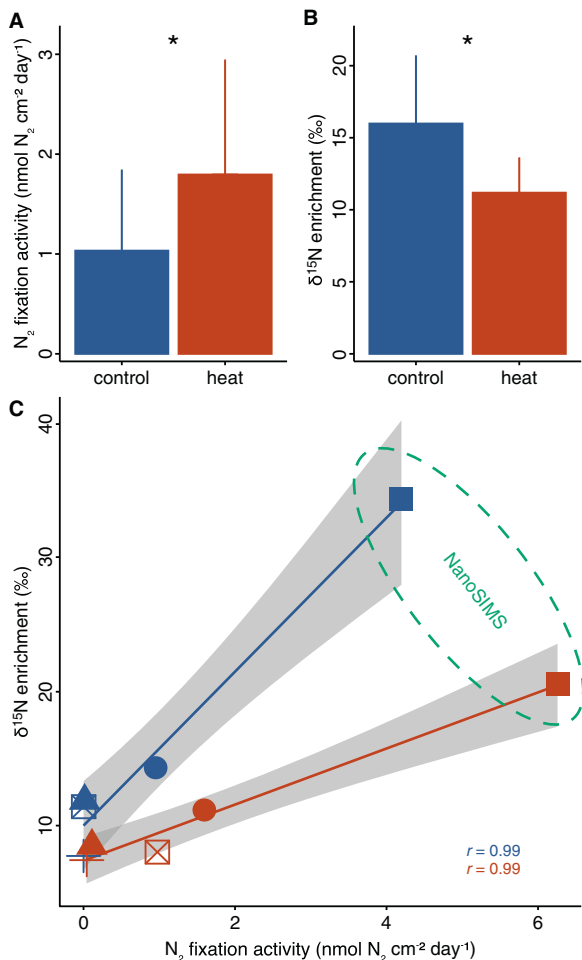 A
N₂ fixation activity (nmol N₂ cm⁻² day⁻¹)
3
2
1
0
*
control
heat
B
δ¹⁵N enrichment (‰)
20
15
10
5
0
*
control
heat
C
δ¹⁵N enrichment (‰)
40
30
20
10
NanoSIMS
r = 0.99
r = 0.99
0
2
4
6
N₂ fixation activity (nmol N₂ cm⁻² day⁻¹)